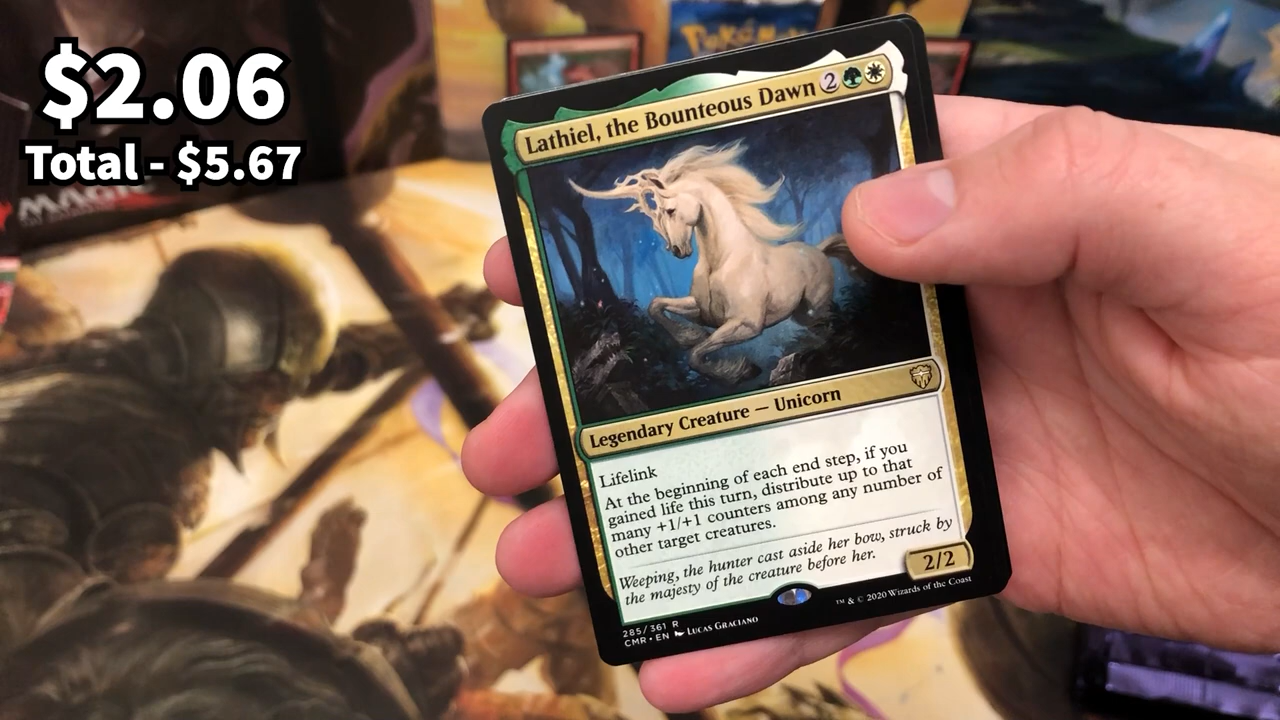 $2.06
Total - $5.67
MAGIC
Pokémon
Lathiel, the Bounteous Dawn 2
Legendary Creature — Unicorn
Lifelink
At the beginning of each end step, if you
gained life this turn, distribute up to that
many +1/+1 counters among any number of
other target creatures.
Weeping, the hunter cast aside her bow, struck by
the majesty of the creature before her.
2/2
285/361 R
CMR • EN Lucas Graciano
™ & © 2020 Wizards of the Coast